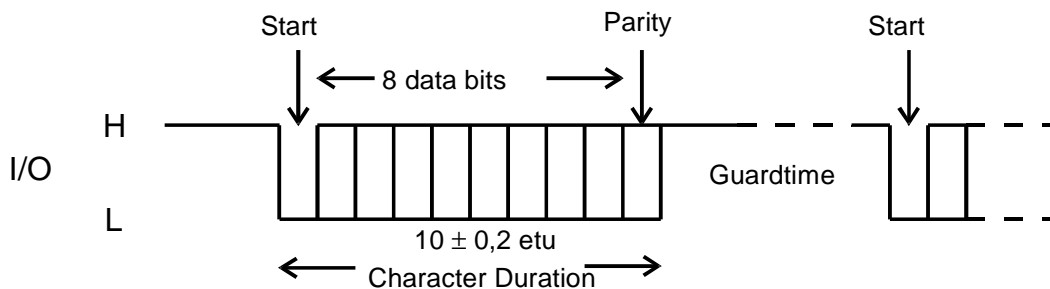 Start
Parity
Start
8 data bits
H
I/O
Guardtime
L
10 ± 0,2 etu
Character Duration